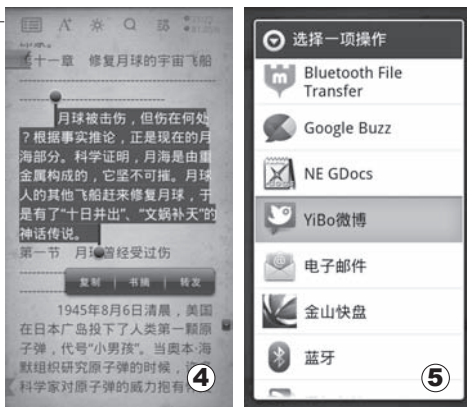 第十一章 修复月球的宇宙飞船
月球被击伤，但伤在何处
？根据事实推论，正是现在的月
海部分。科学证明，月海是由重
金属构成的，它坚不可摧。月球
人的其他飞船赶来修复月球，于
是有了“十日并出”、“女娲补天”的
神话传说。
第一节 月球曾经受过伤
复制 书摘 转发
1945年8月6日清晨，美国
在日本广岛投下了人类第一颗原
子弹，代号“小男孩”。当奥本·海
默组织研究原子弹的时候，
科学家对原子弹的威力抱有
4
选择一项操作
Bluetooth File
Transfer
Google Buzz
NE GDocs
YiBo微博
电子邮件
金山快盘
蓝牙
5